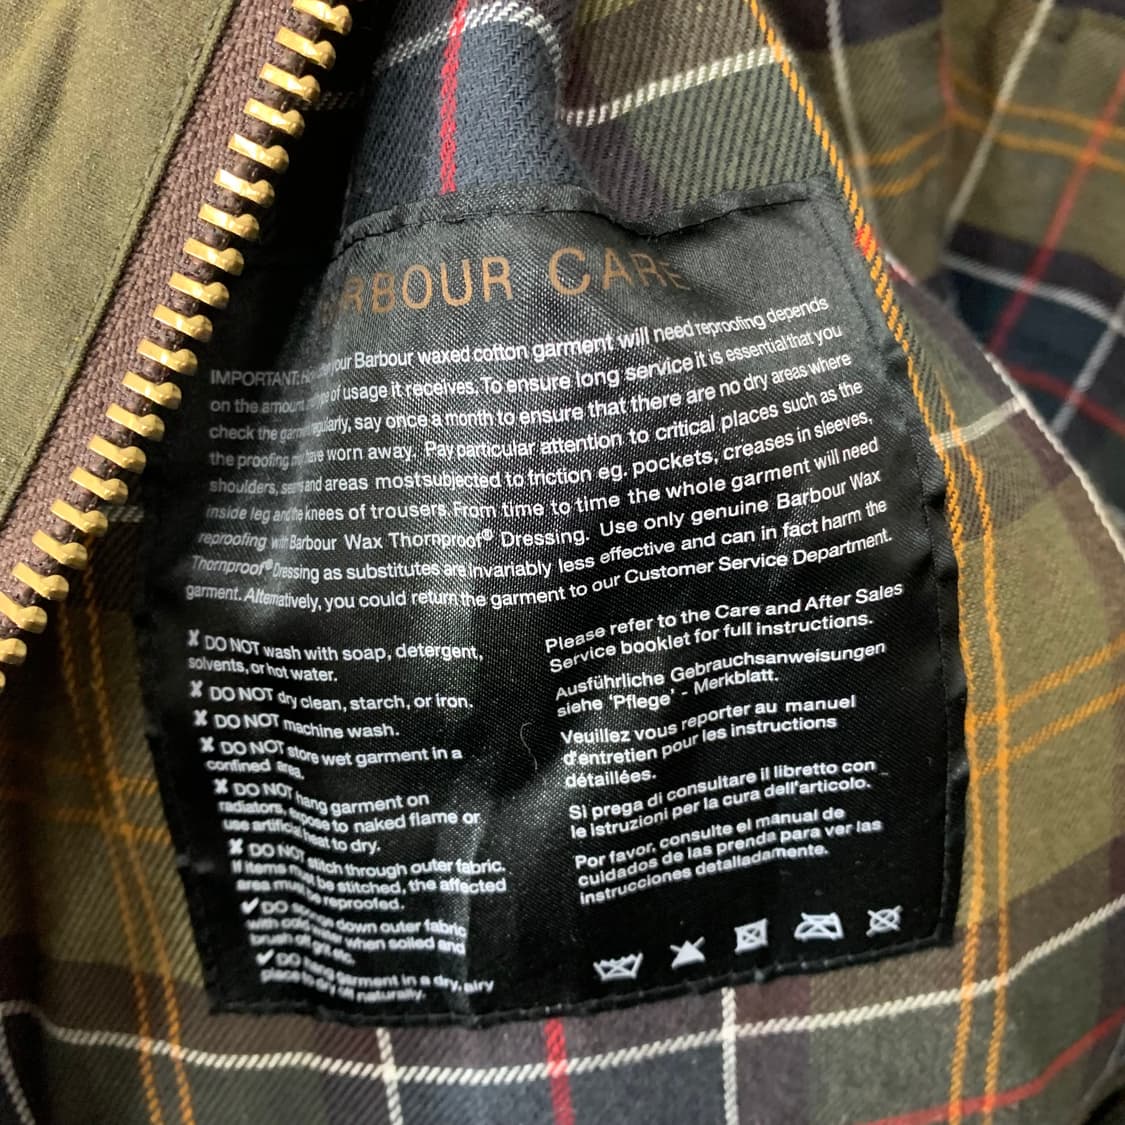 RBOUR CARE
IMPORTANT: your Barbour waxed cotton garment will need reproofing depends
on the amount of usage it receives. To ensure long service it is essential that you
check the garment regularly, say once a month to ensure that there are no dry areas where
the proofing may have worn away. Pay particular attention to critical places such as the
shoulders, seams and areas most subjected to friction eg. pockets, creases in sleeves,
inside leg and the knees of trousers. From time to time the whole garment will need
reproofing with Barbour Wax Thornproof® Dressing. Use only genuine Barbour Wax
Thornproof® Dressing as substitutes are invariably less effective and can in fact harm the
garment. Alternatively, you could return the garment to our Customer Service Department.
✗ DO NOT wash with soap, detergent,
solvents, or hot water.
✗ DO NOT dry clean, starch, or iron.
✗ DO NOT machine wash.
✗ DO NOT store wet garment in a
confined area.
✗ DO NOT hang garment on
radiators, expose to naked flame or
use artificial heat to dry.
✗ DO NOT stitch through outer fabric.
If items must be stitched, the affected
area must be reproofed.
✓ DO sponge down outer fabric
with cold water when soiled and
brush off grit etc.
✓ DO hang garment in a dry, airy
place to dry off naturally.
Please refer to the Care and After Sales
Service booklet for full instructions.
Ausführliche Gebrauchsanweisungen
siehe 'Pflege' - Merkblatt.
Veuillez vous reporter au manuel
d'entretien pour les instructions
détaillées.
Si prega di consultare il libretto con
le istruzioni per la cura dell'articolo.
Por favor, consulte el manual de
cuidados de las prenda para ver las
instrucciones detalladamente.